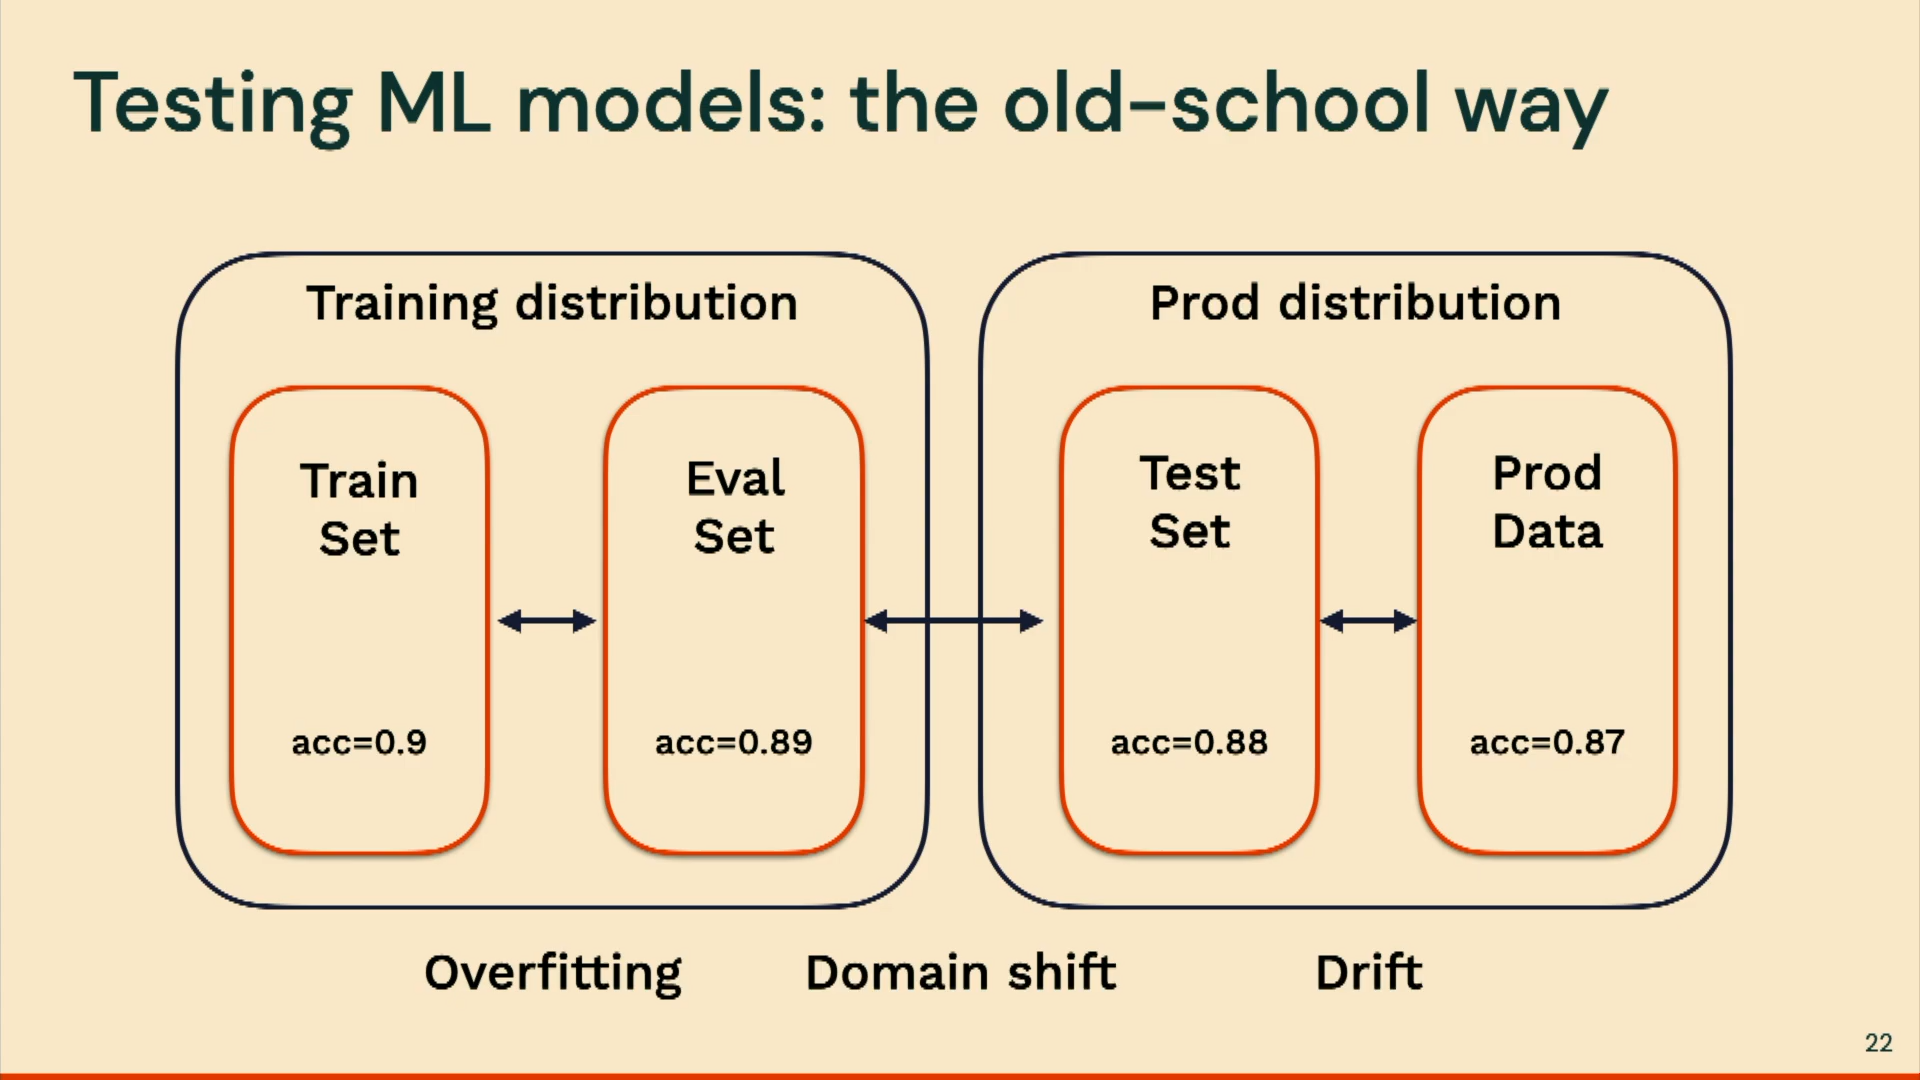 Testing ML models: the old-school way
Training distribution
Prod distribution
Train
Set
acc=0.9
Eval
Set
acc=0.89
Test
Set
acc=0.88
Prod
Data
acc=0.87
Overfitting
Domain shift
Drift
22